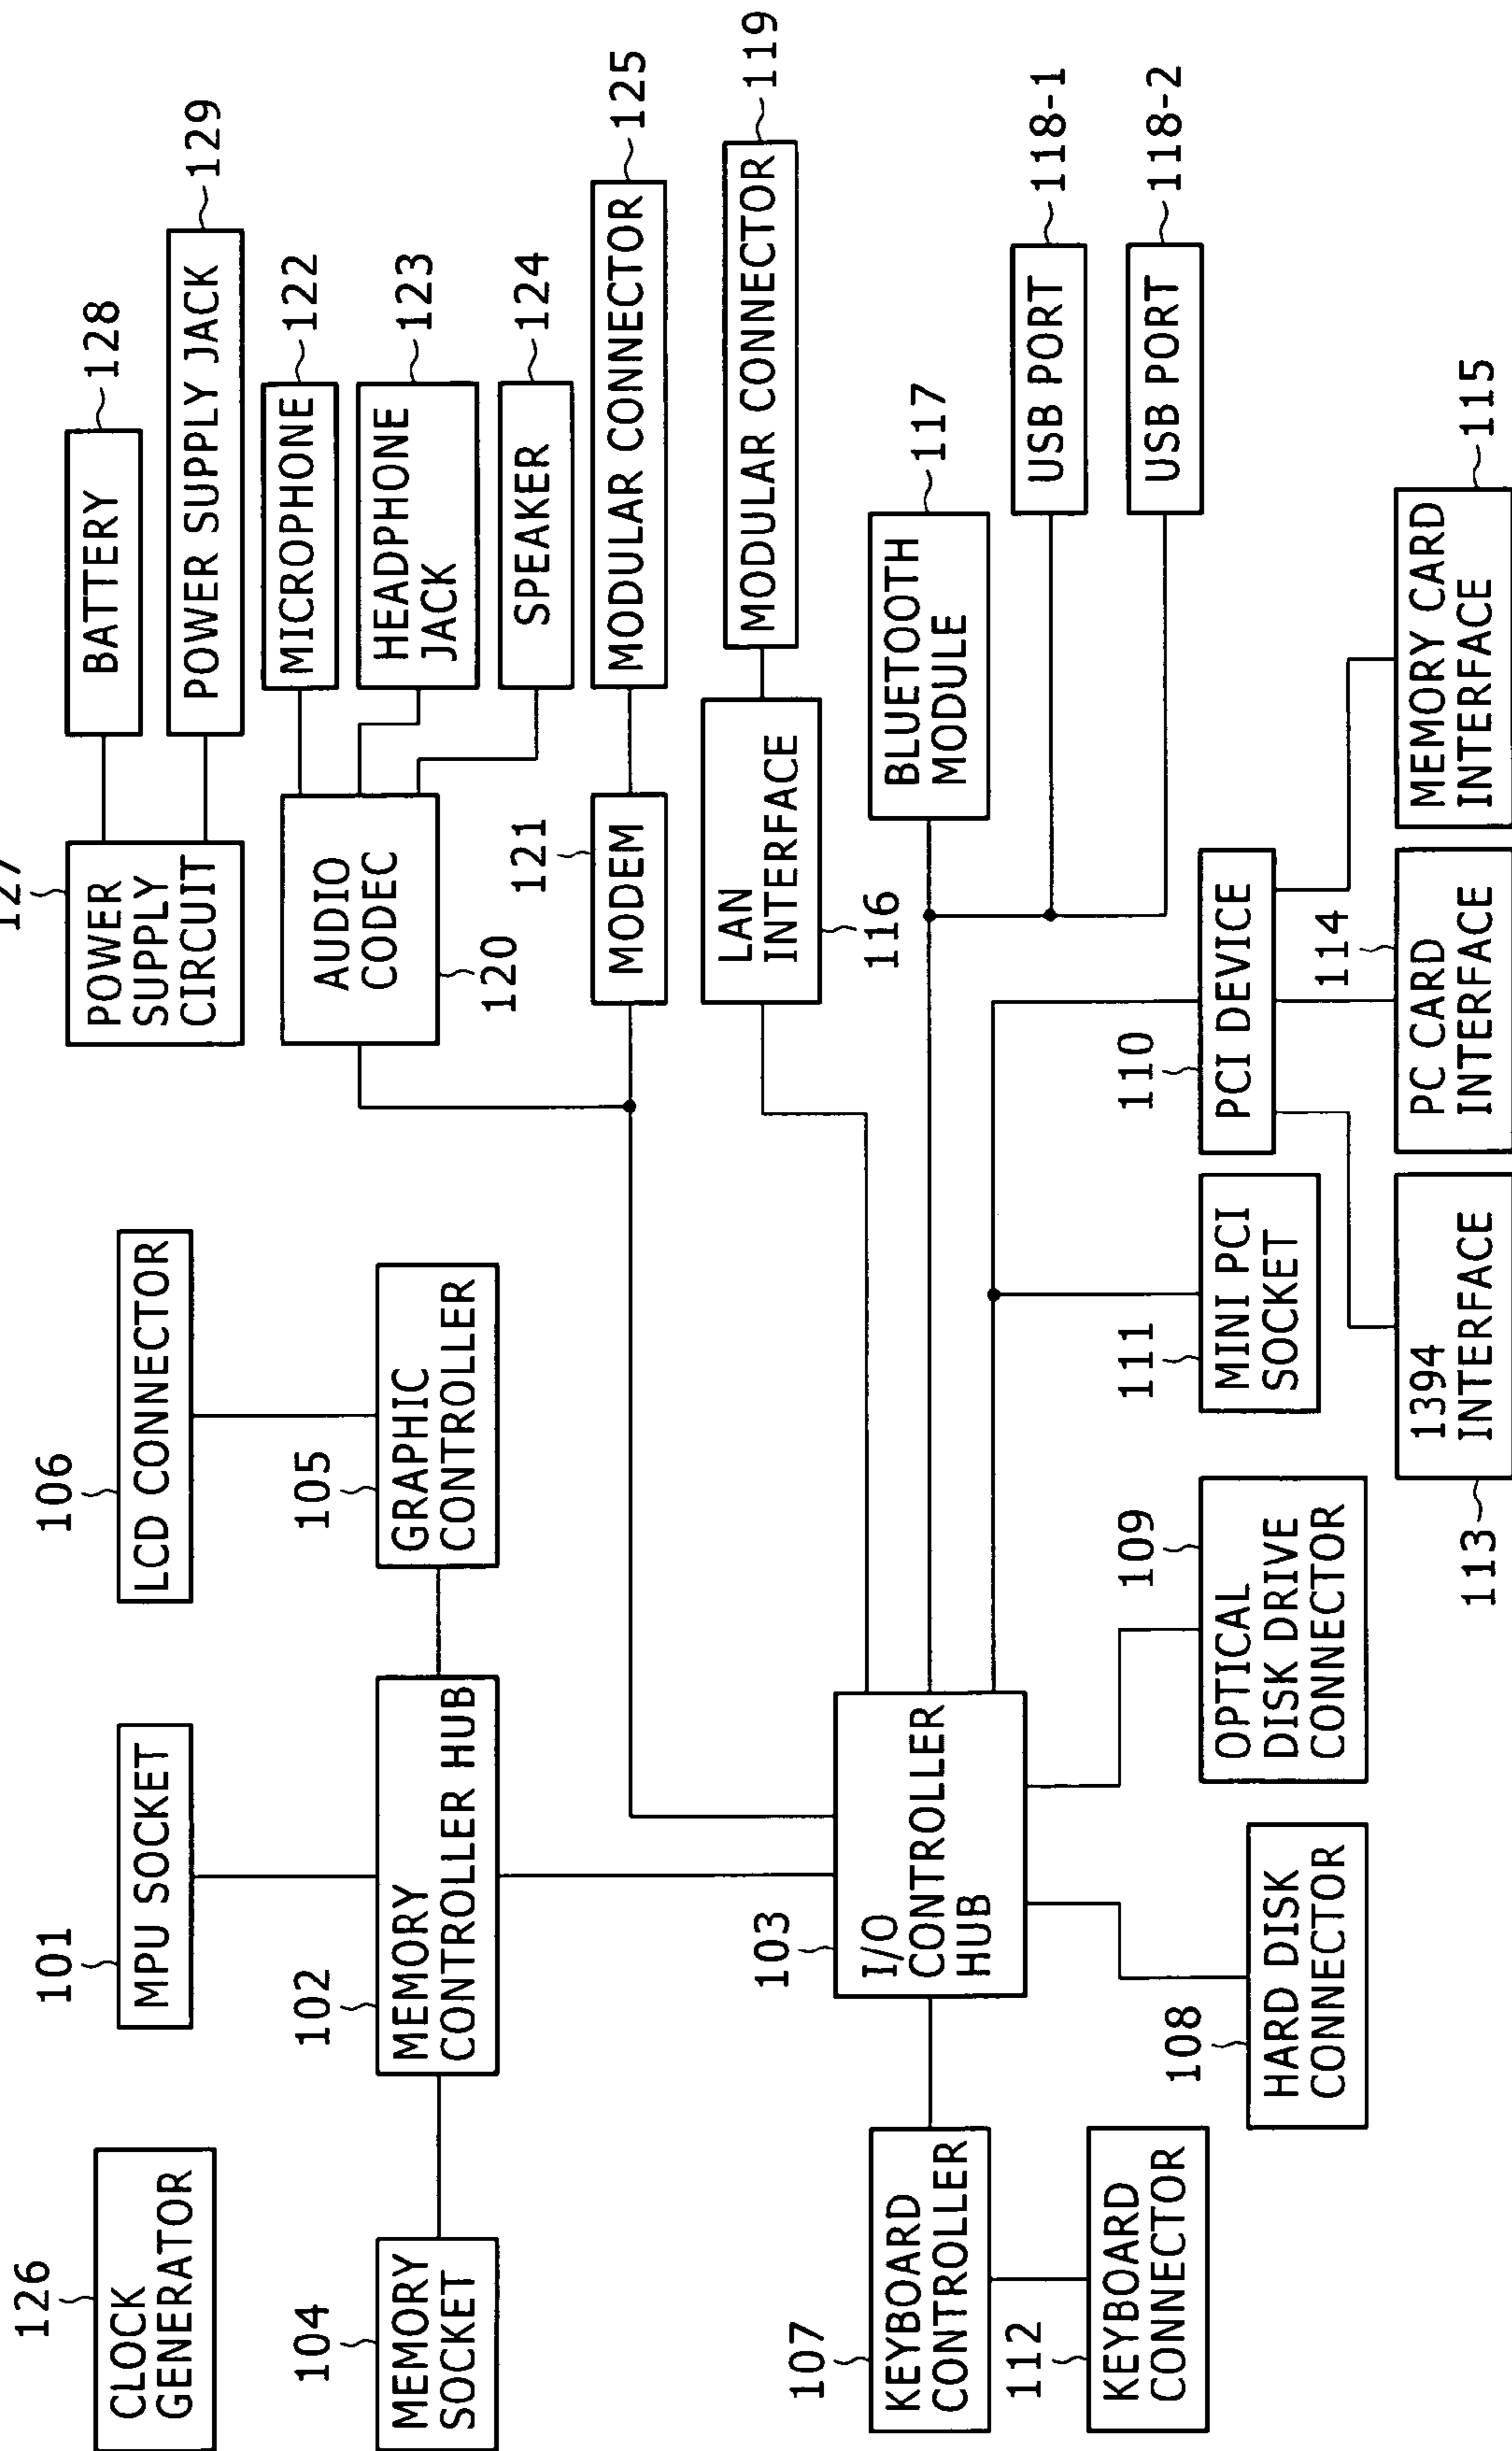 126
CLOCK
GENERATOR
101
MPU SOCKET
106
LCD CONNECTOR
127
POWER
SUPPLY
CIRCUIT
BATTERY
128
POWER SUPPLY JACK
129
104
MEMORY
SOCKET
102
MEMORY
CONTROLLER HUB
105
GRAPHIC
CONTROLLER
AUDIO
CODEC
120
MICROPHONE
122
HEADPHONE
JACK
123
SPEAKER
124
121
MODEM
MODULAR CONNECTOR
125
LAN
INTERFACE
116
MODULAR CONNECTOR
119
107
KEYBOARD
CONTROLLER
103
I/O
CONTROLLER
HUB
BLUETOOTH
MODULE
117
USB PORT
118-1
USB PORT
118-2
112
KEYBOARD
CONNECTOR
108
HARD DISK
CONNECTOR
109
OPTICAL
DISK DRIVE
CONNECTOR
111
MINI PCI
SOCKET
110
PCI DEVICE
113
1394
INTERFACE
114
PC CARD
INTERFACE
MEMORY CARD
INTERFACE
115